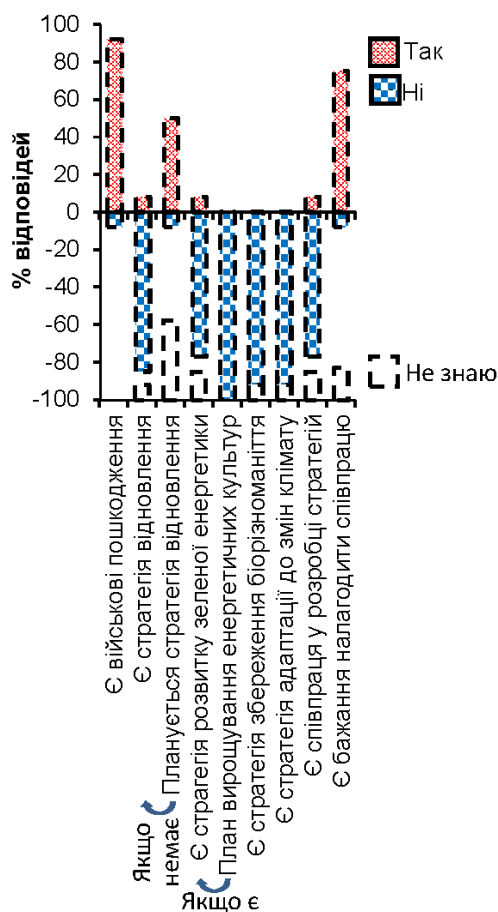 % відповідей
100
80
60
40
20
0
-20
-40
-60
-80
-100
Так
Ні
Не знаю
Є військові пошкодження
Є стратегія відновлення
Планується стратегія відновлення
Є стратегія розвитку зеленої енергетики
План вирощування енергетичних культур
Є стратегія збереження біорізноманіття
Є стратегія адаптації до змін клімату
Є співпраця у розробці стратегій
Є бажання налагодити співпрацю
Якщо
немає
Якщо є